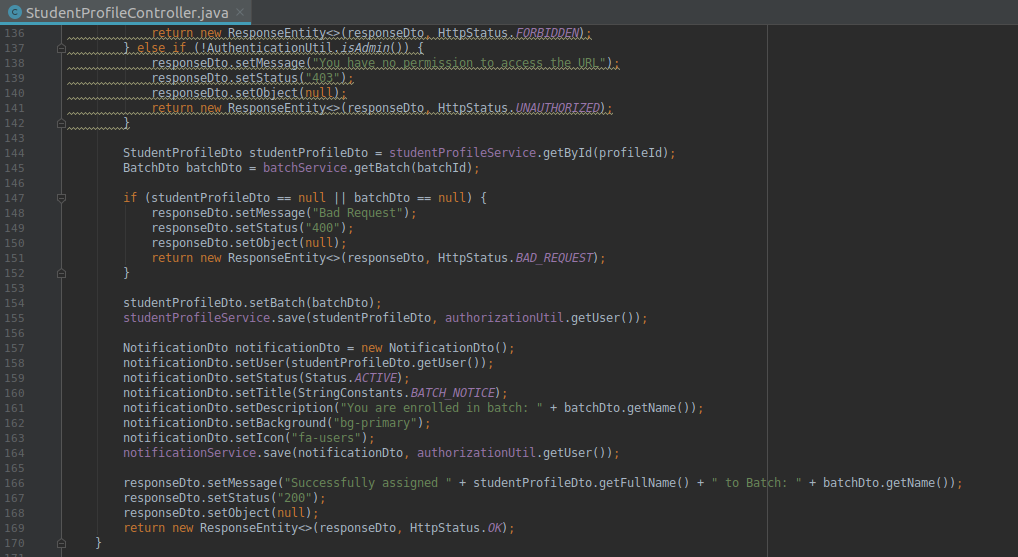 StudentProfileController.java
136 return new ResponseEntity<>(responseDto, HttpStatus.FORBIDDEN);
137 } else if (!AuthenticationUtil.isAdmin()) {
138 responseDto.setMessage("You have no permission to access the URL");
139 responseDto.setStatus("403");
140 responseDto.setObject(null);
141 return new ResponseEntity<>(responseDto, HttpStatus.UNAUTHORIZED);
142 }
143
144 StudentProfileDto studentProfileDto = studentProfileService.getById(profileId);
145 BatchDto batchDto = batchService.getBatch(batchId);
146
147 if (studentProfileDto == null || batchDto == null) {
148 responseDto.setMessage("Bad Request");
149 responseDto.setStatus("400");
150 responseDto.setObject(null);
151 return new ResponseEntity<>(responseDto, HttpStatus.BAD_REQUEST);
152 }
153
154 studentProfileDto.setBatch(batchDto);
155 studentProfileService.save(studentProfileDto, authorizationUtil.getUser());
156
157 NotificationDto notificationDto = new NotificationDto();
158 notificationDto.setUser(studentProfileDto.getUser());
159 notificationDto.setStatus(Status.ACTIVE);
160 notificationDto.setTitle(StringConstants.BATCH_NOTICE);
161 notificationDto.setDescription("You are enrolled in batch: " + batchDto.getName());
162 notificationDto.setBackground("bg-primary");
163 notificationDto.setIcon("fa-users");
164 notificationService.save(notificationDto, authorizationUtil.getUser());
165
166 responseDto.setMessage("Successfully assigned " + studentProfileDto.getFullName() + " to Batch: " + batchDto.getName());
167 responseDto.setStatus("200");
168 responseDto.setObject(null);
169 return new ResponseEntity<>(responseDto, HttpStatus.OK);
170 }
171